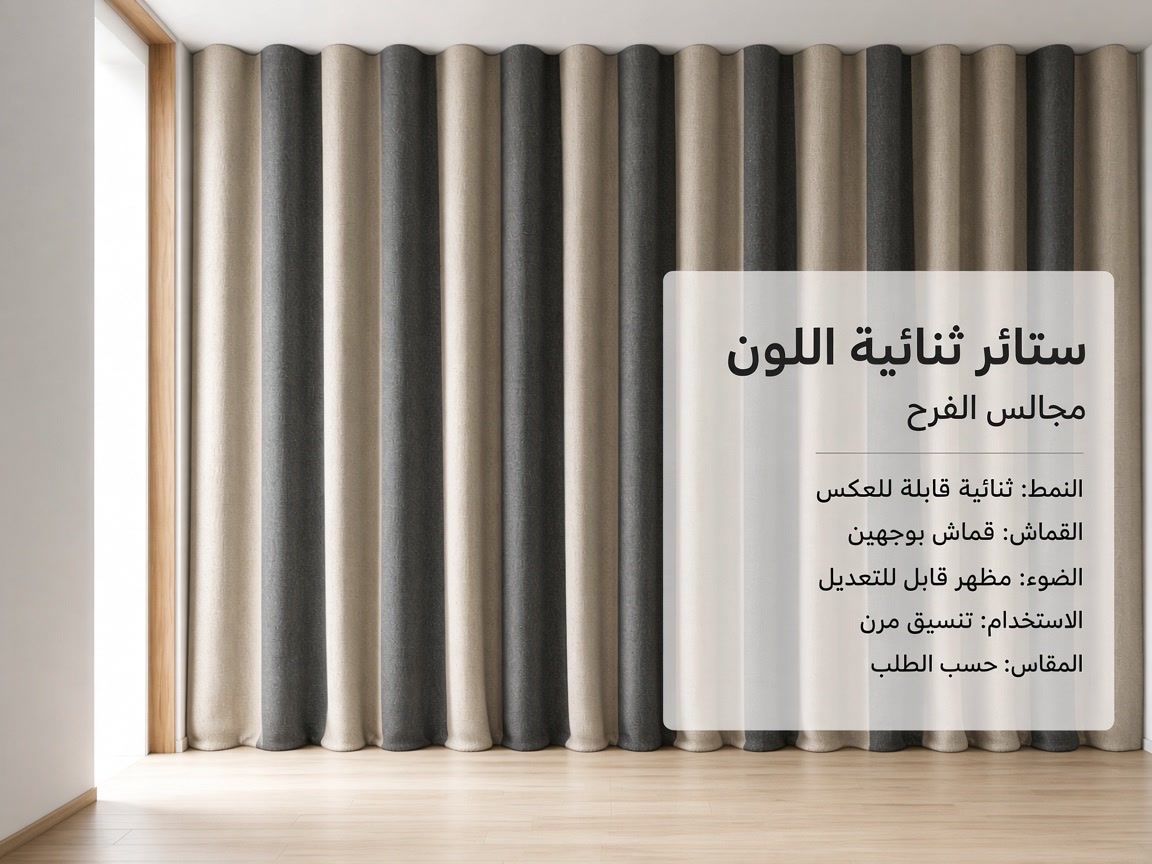 ستائر ثنائية اللون
مجالس الفرح
النمط: ثنائية قابلة للعكس
القماش: قماش بوجهين
الضوء: مظهر قابل للتعديل
الاستخدام: تنسيق مرن
المقاس: حسب الطلب